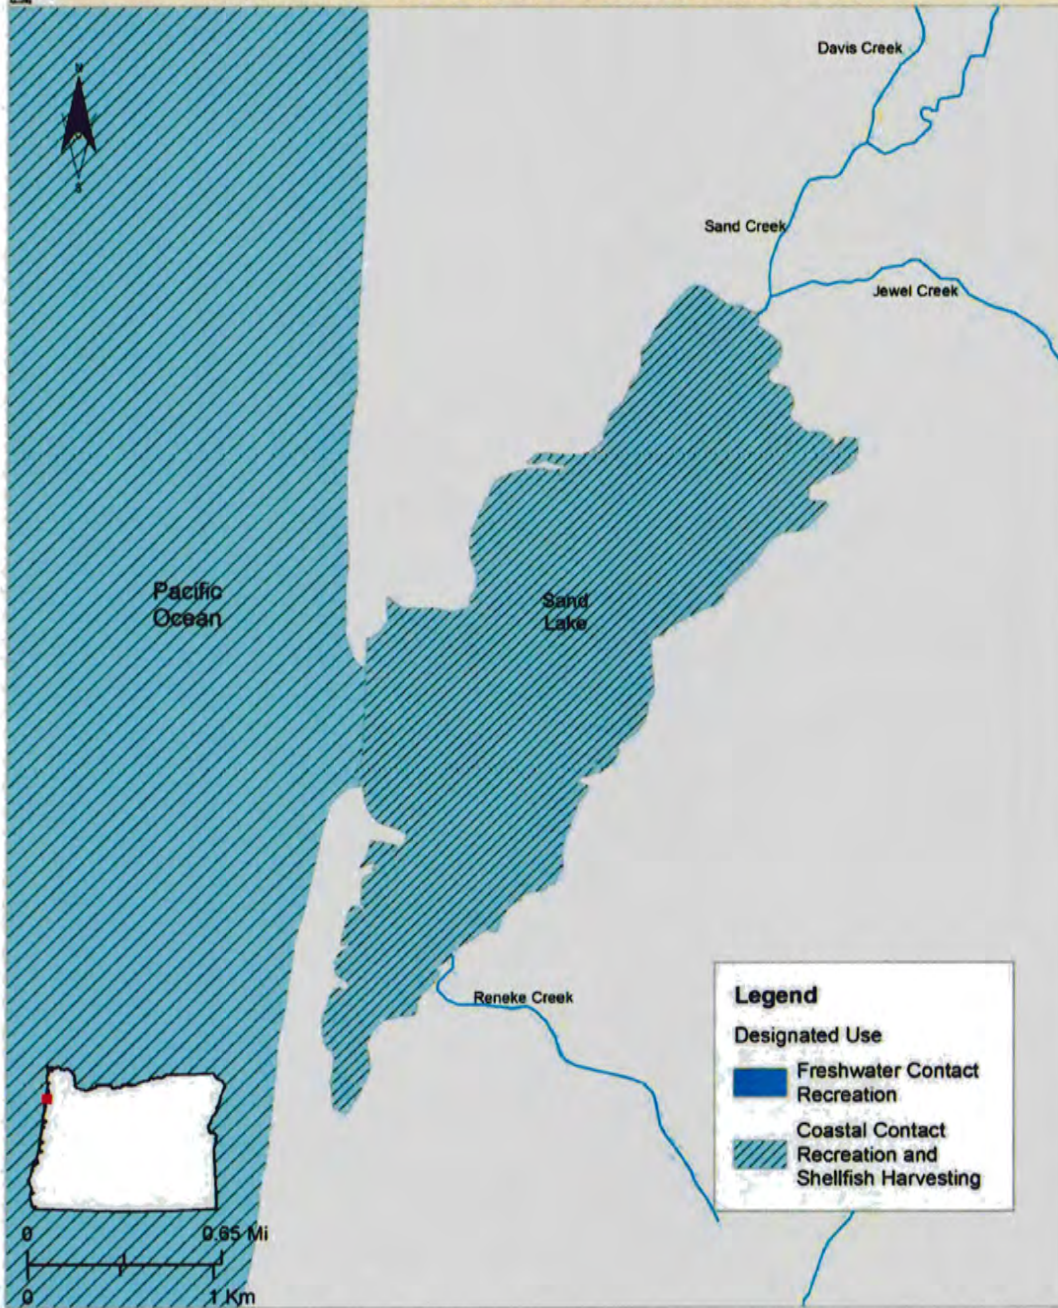 Davis Creek
N
S
Sand Creek
Jewel Creek
Pacific
Ocean
Sand
Lake
Reneke Creek
Legend
Designated Use
Freshwater Contact
Recreation
Coastal Contact
Recreation and
Shellfish Harvesting
0 0.65 Mi
0 1 Km